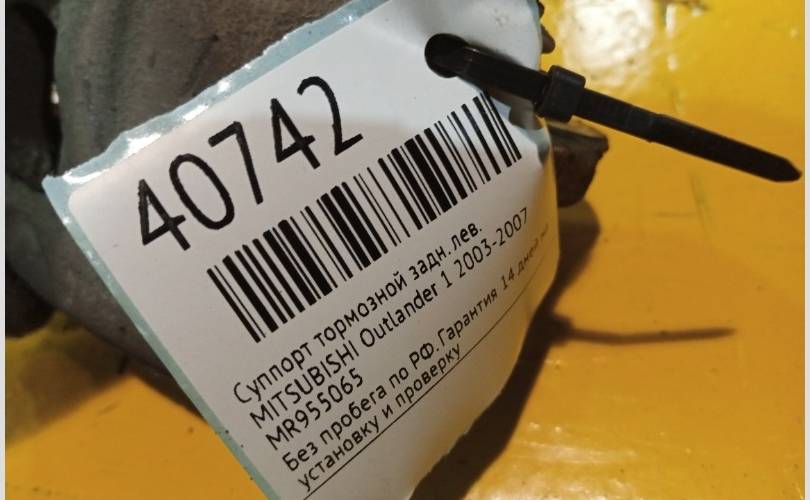 40742
Суппорт тормозной задн. лев.
MITSUBISHI Outlander 1 2003-2007
MR955065
Без пробега по РФ. Гарантия 14 дней на
установку и проверку